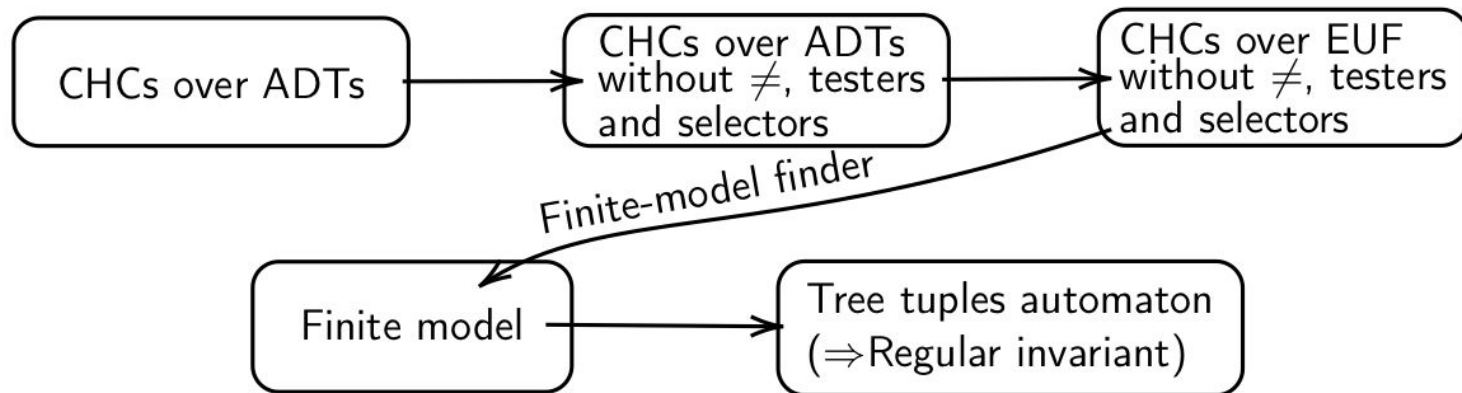 CHCs over ADTs
CHCs over ADTs
without ≠, testers
and selectors
CHCs over EUF
without ≠, testers
and selectors
Finite-model finder
Finite model
Tree tuples automaton
(⇒Regular invariant)